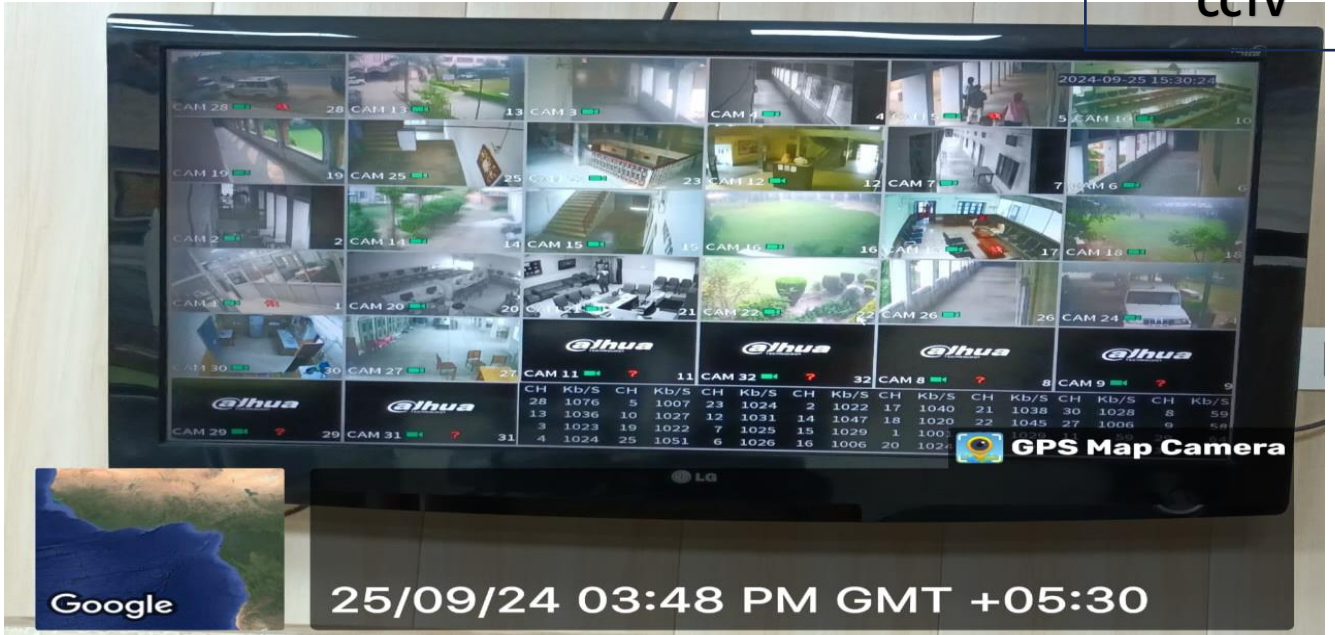 CCTV
2024-09-25 15:30:24
CAM 28 28 CAM 13 13 CAM 3 CAM 4 4 5 CAM 10 10
CAM 19 19 CAM 25 25 23 CAM 12 12 CAM 7 7 CAM 6 6
CAM 2 2 CAM 14 14 CAM 15 15 CAM 16 16 17 CAM 18 18
CAM 1 1 CAM 20 20 21 CAM 22 22 CAM 26 26 CAM 24
alhua alhua alhua alhua
TECHNOLOGY
CAM 30 30 CAM 27 27 CAM 11 ? 11 CAM 32 ? 32 CAM 8 ? 8 CAM 9 ? 9
alhua alhua
CAM 29 ? 29 CAM 31 ? 31
CH Kb/S CH Kb/S CH Kb/S CH Kb/S CH Kb/S CH Kb/S CH Kb/S CH Kb/S
28 1076 5 1007 23 1024 2 1022 17 1040 21 1038 30 1028 8 59
13 1036 10 1027 12 1031 14 1047 18 1020 22 1045 27 1006 9 58
3 1023 19 1022 7 1025 15 1029 1
4 1024 25 1051 6 1026 16 1006 20
GPS Map Camera
LG
Google
25/09/24 03:48 PM GMT +05:30